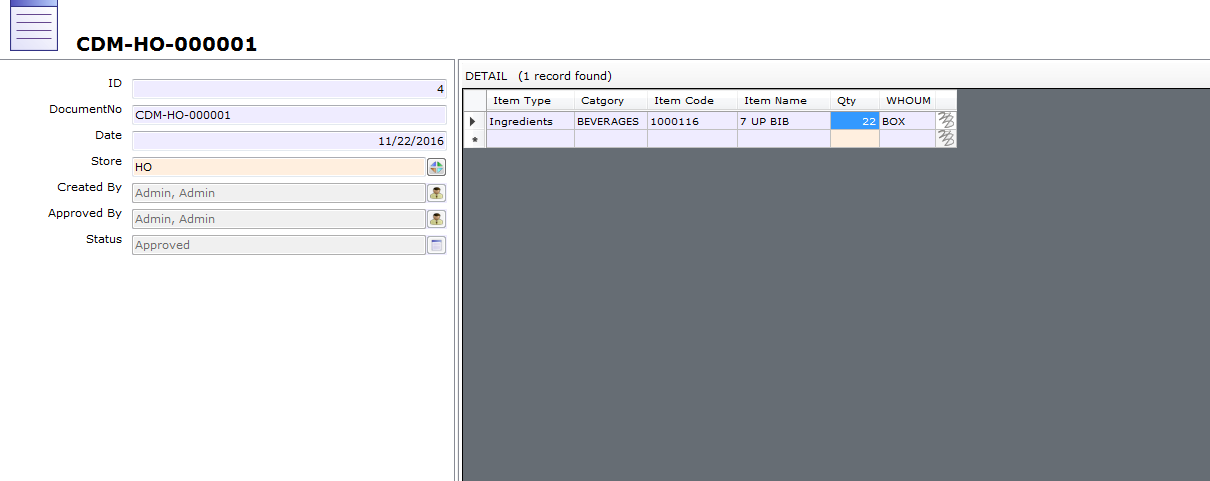 CDM-HO-000001
ID 4
DocumentNo CDM-HO-000001
Date 11/22/2016
Store HO
Created By Admin, Admin
Approved By Admin, Admin
Status Approved
DETAIL (1 record found)
Item Type Catgory Item Code Item Name Qty WHOUM
Ingredients BEVERAGES 1000116 7 UP BIB 22 BOX